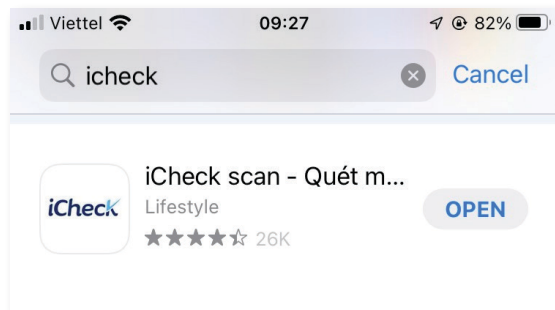 Viettel 09:27 82%
icheck Cancel
iCheck scan - Quét m...
iCheck Lifestyle OPEN
26K